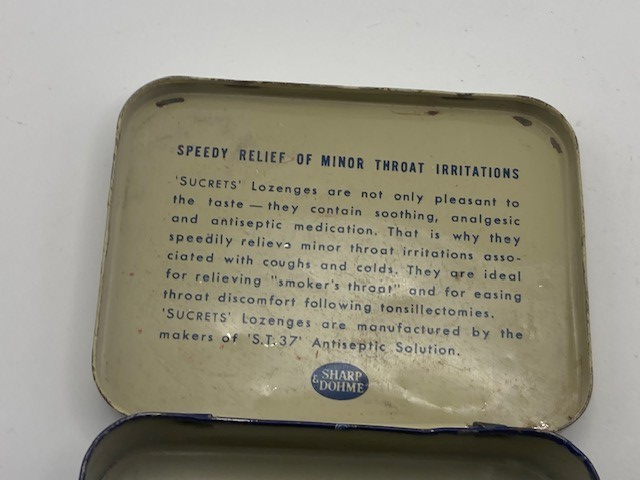 SPEEDY RELIEF OF MINOR THROAT IRRITATIONS
'SUCRETS' Lozenges are not only pleasant to
the taste — they contain soothing, analgesic
and antiseptic medication. That is why they
speedily relieve minor throat irritations asso-
ciated with coughs and colds. They are ideal
for relieving "smoker's throat" and for easing
throat discomfort following tonsillectomies.
'SUCRETS' Lozenges are manufactured by the
makers of 'S.T.37' Antiseptic Solution.
SHARP
& DOHME